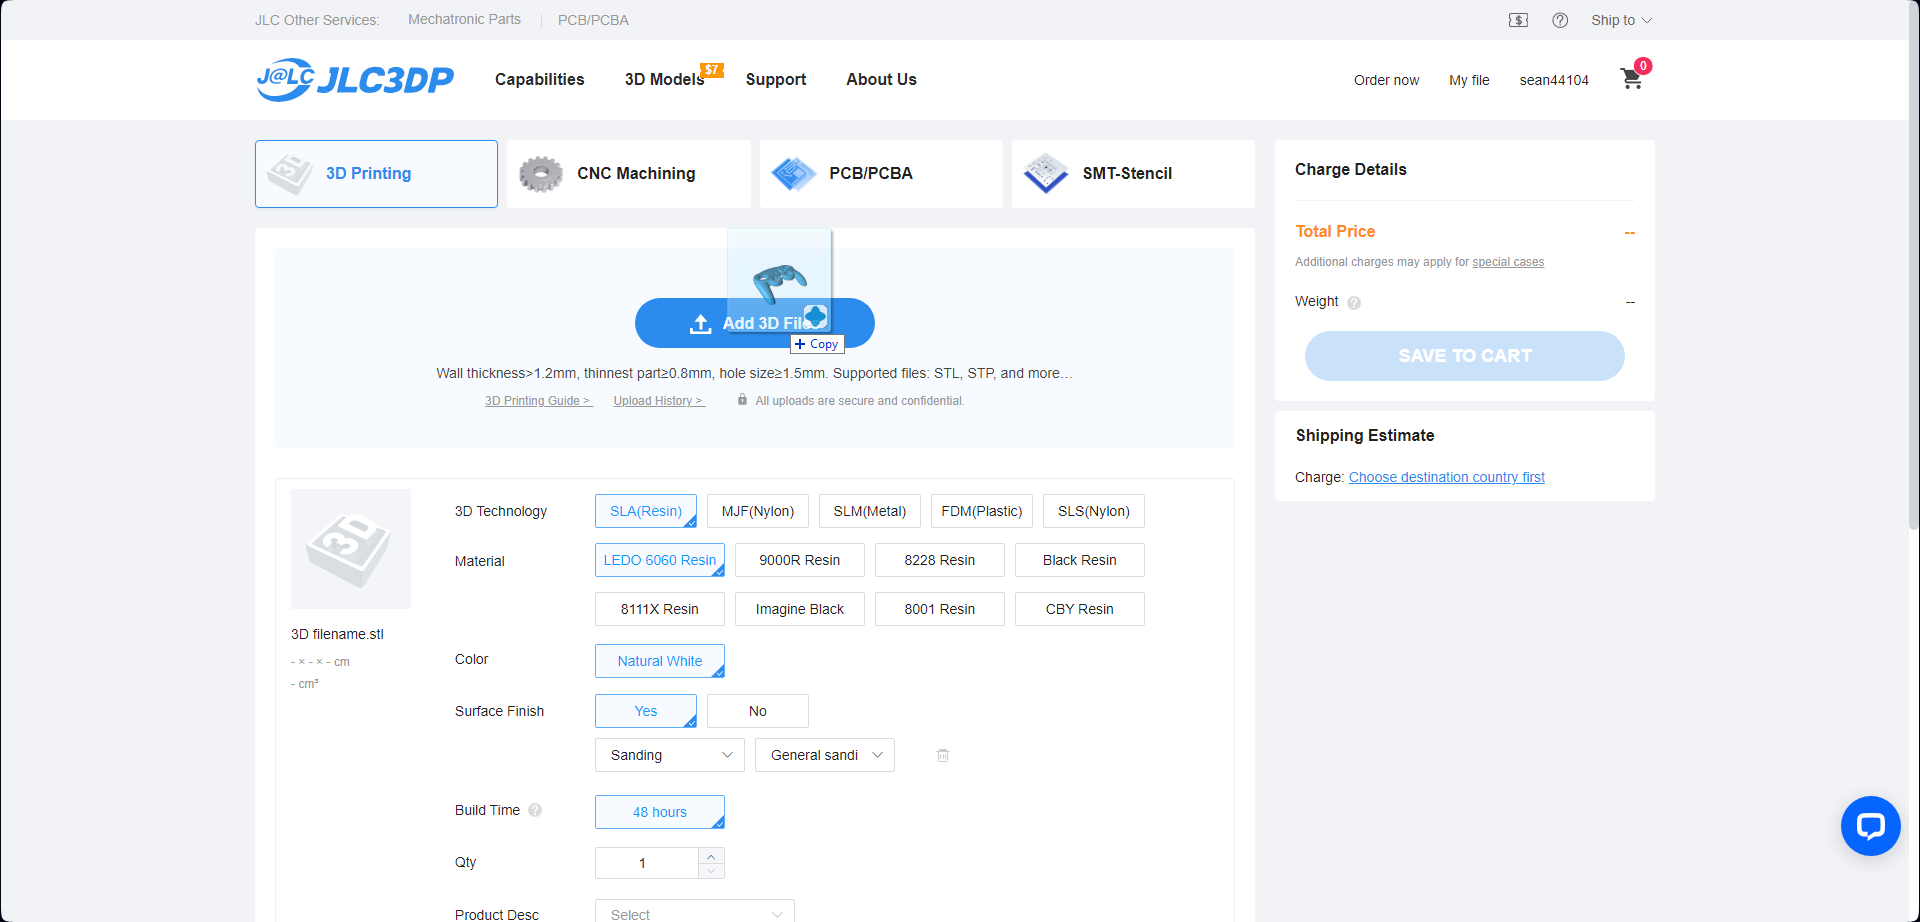 JLC Other Services: Mechatronic Parts PCB/PCBA Ship to
J@LC JLC3DP Capabilities 3D Models $7 Support About Us Order now My file sean44104 0
3D Printing CNC Machining PCB/PCBA SMT-Stencil
Add 3D File
Copy
Wall thickness>1.2mm, thinnest part≥0.8mm, hole size≥1.5mm. Supported files: STL, STP, and more...
3D Printing Guide > Upload History > All uploads are secure and confidential.
Charge Details
Total Price --
Additional charges may apply for special cases
Weight ? --
SAVE TO CART
Shipping Estimate
Charge: Choose destination country first
3D
3D filename.stl
- × - × - cm
- cm³
3D Technology SLA(Resin) MJF(Nylon) SLM(Metal) FDM(Plastic) SLS(Nylon)
Material LEDO 6060 Resin 9000R Resin 8228 Resin Black Resin
8111X Resin Imagine Black 8001 Resin CBY Resin
Color Natural White
Surface Finish Yes No
Sanding General sandi
Build Time ? 48 hours
Qty 1
Product Desc Select